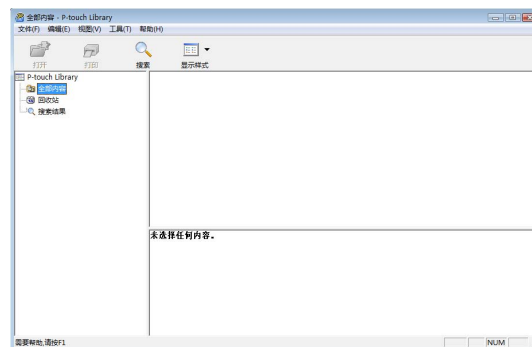 全部内容 - P-touch Library
文件(F) 编辑(E) 视图(V) 工具(T) 帮助(H)
打开 打印 搜索 显示样式
P-touch Library
全部内容
回收站
搜索结果
未选择任何内容。
需要帮助,请按F1 NUM